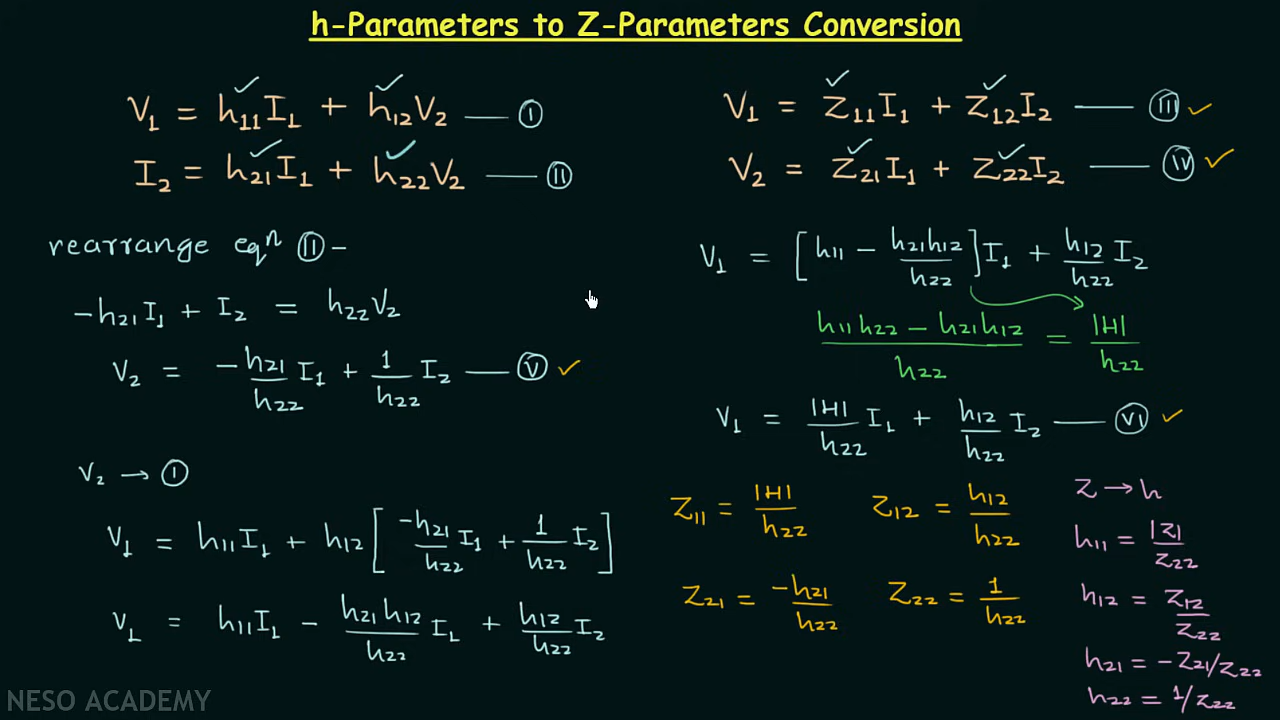 h-Parameters to Z-Parameters Conversion
V₁ = h₁₁I₁ + h₁₂V₂ —— Ⓘ
I₂ = h₂₁I₁ + h₂₂V₂ —— Ⓘ︎Ⓘ
rearrange eqⁿ (II) –
-h₂₁I₁ + I₂ = h₂₂V₂
V₂ = -h₂₁/h₂₂ I₁ + 1/h₂₂ I₂ —— (V) ✓
V₂ → (I)
V₁ = h₁₁I₁ + h₁₂[-h₂₁/h₂₂ I₁ + 1/h₂₂ I₂]
V₁ = h₁₁I₁ - h₂₁h₁₂/h₂₂ I₁ + h₁₂/h₂₂ I₂
V₁ = Z₁₁I₁ + Z₁₂I₂ —— (III) ✓
V₂ = Z₂₁I₁ + Z₂₂I₂ —— (IV) ✓
V₁ = [h₁₁ - h₂₁h₁₂/h₂₂]I₁ + h₁₂/h₂₂ I₂
h₁₁h₂₂ - h₂₁h₁₂/h₂₂ = |H|/h₂₂
V₁ = |H|/h₂₂ I₁ + h₁₂/h₂₂ I₂ —— (VI) ✓
Z₁₁ = |H|/h₂₂ Z₁₂ = h₁₂/h₂₂
Z₂₁ = -h₂₁/h₂₂ Z₂₂ = 1/h₂₂
Z → h
h₁₁ = |Z|/Z₂₂
h₁₂ = Z₁₂/Z₂₂
h₂₁ = -Z₂₁/Z₂₂
h₂₂ = 1/Z₂₂
NESO ACADEMY